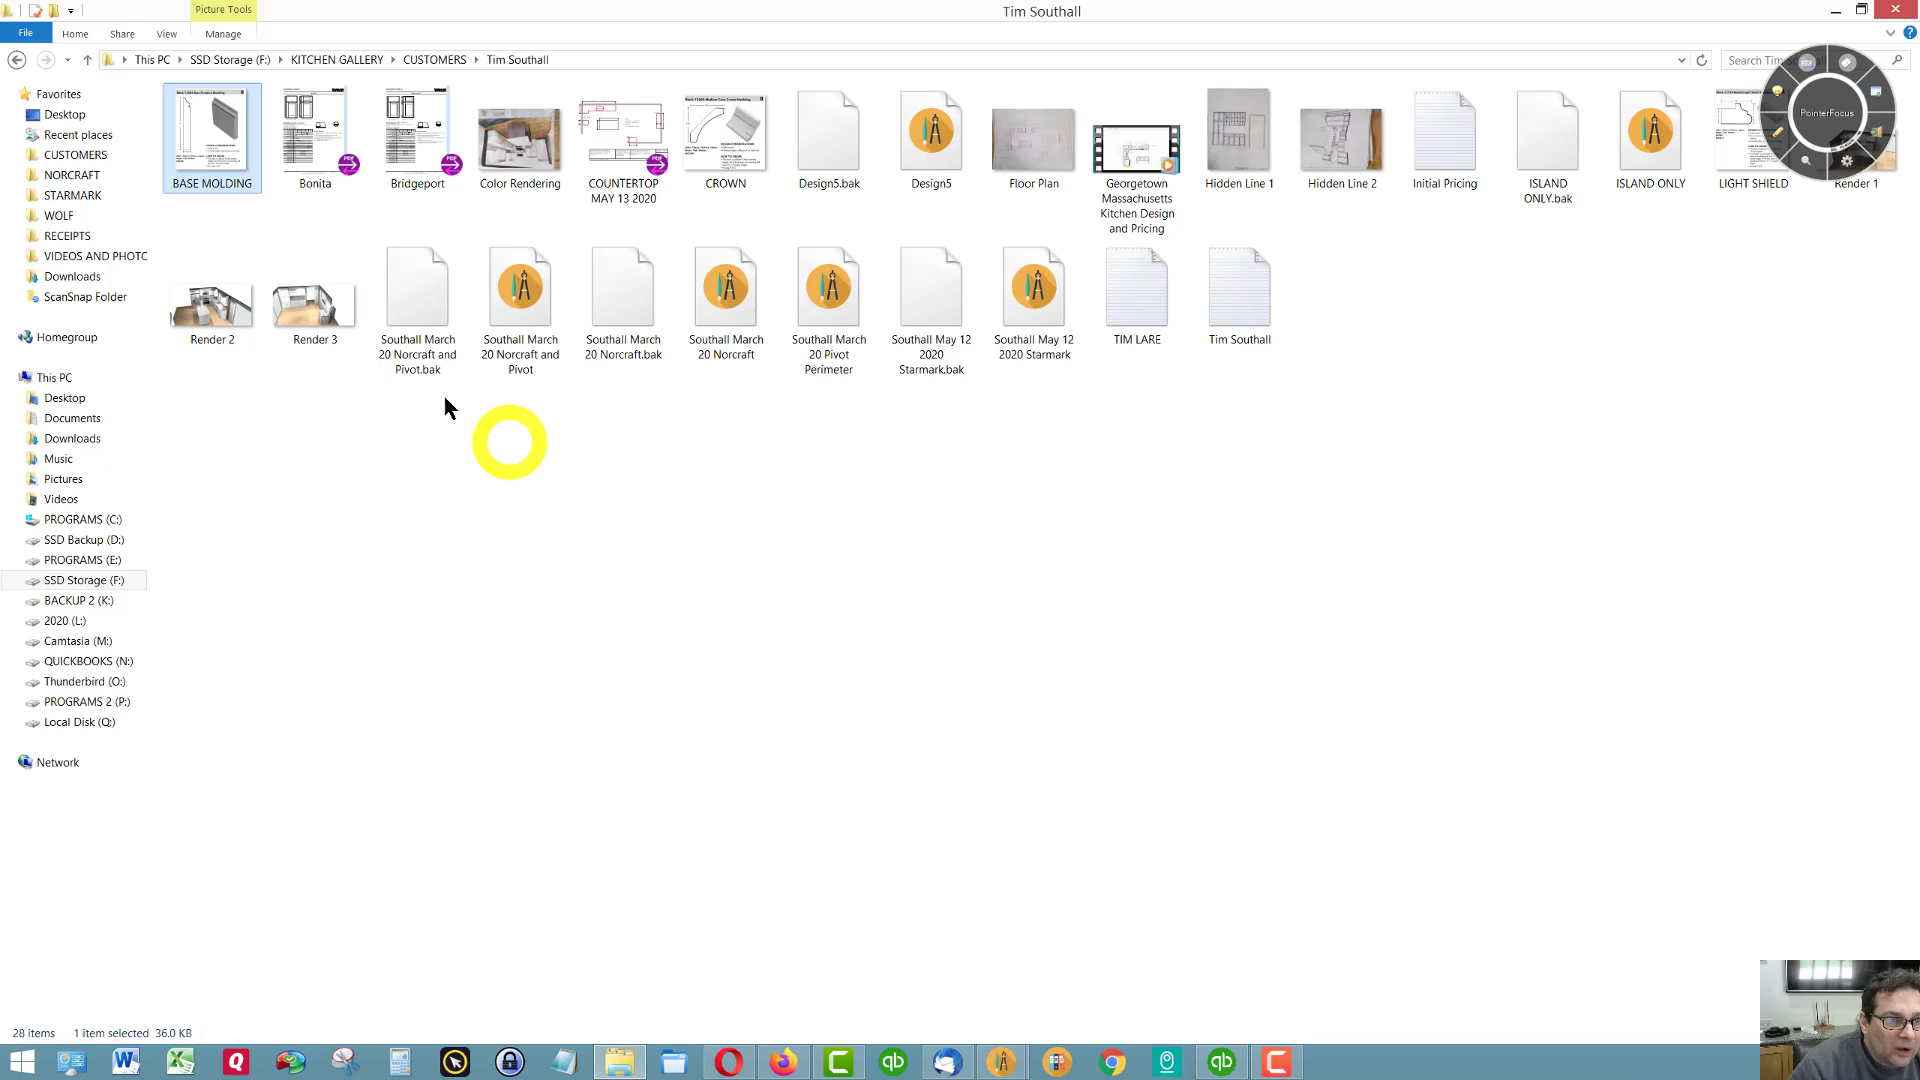 Picture Tools
Tim Southall
File
Home
Share
View
Manage
This PC
SSD Storage (F:)
KITCHEN GALLERY
CUSTOMERS
Tim Southall
Search Tim
Favorites
Desktop
Recent places
CUSTOMERS
NORCRAFT
STARMARK
WOLF
RECEIPTS
VIDEOS AND PHOTC
Downloads
ScanSnap Folder
Homegroup
This PC
Desktop
Documents
Downloads
Music
Pictures
Videos
PROGRAMS (C:)
SSD Backup (D:)
PROGRAMS (E:)
SSD Storage (F:)
BACKUP 2 (K:)
2020 (L:)
Camtasia (M:)
QUICKBOOKS (N:)
Thunderbird (O:)
PROGRAMS 2 (P:)
Local Disk (Q:)
Network
PointerFocus
PDF
PDF
PDF
BASE MOLDING
Bonita
Bridgeport
Color Rendering
COUNTERTOP
MAY 13 2020
CROWN
Design5.bak
Design5
Floor Plan
Georgetown
Massachusetts
Kitchen Design
and Pricing
Hidden Line 1
Hidden Line 2
Initial Pricing
ISLAND
ONLY.bak
ISLAND ONLY
LIGHT SHIELD
Render 1
Render 2
Render 3
Southall March
20 Norcraft and
Pivot.bak
Southall March
20 Norcraft and
Pivot
Southall March
20 Norcraft.bak
Southall March
20 Norcraft
Southall March
20 Pivot
Perimeter
Southall May 12
2020
Starmark.bak
Southall May 12
2020 Starmark
TIM LARE
Tim Southall
28 items
1 item selected 36.0 KB